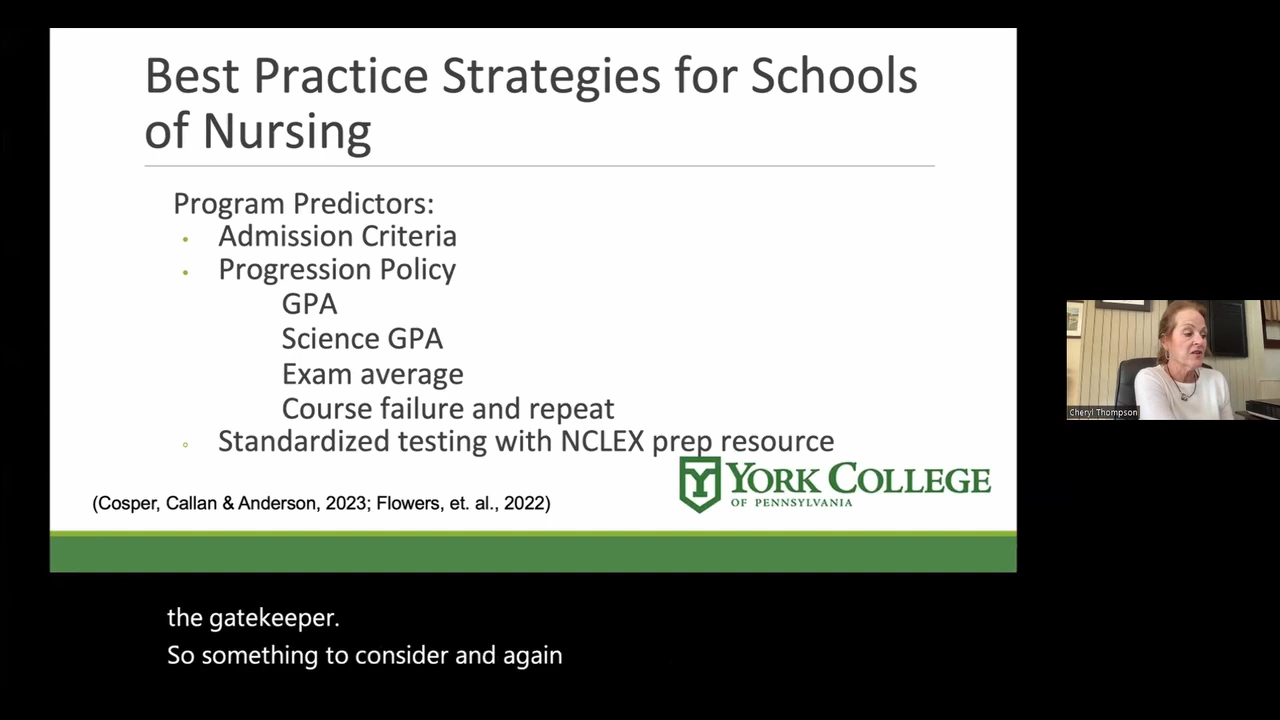 Best Practice Strategies for Schools
of Nursing
Program Predictors:
• Admission Criteria
• Progression Policy
GPA
Science GPA
Exam average
Course failure and repeat
◦ Standardized testing with NCLEX prep resource
(Cosper, Callan & Anderson, 2023; Flowers, et. al., 2022)
YORK COLLEGE
OF PENNSYLVANIA
Cheryl Thompson
the gatekeeper.
So something to consider and again